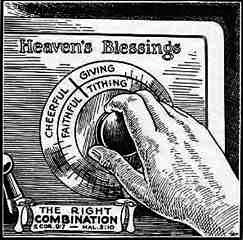 Heaven's Blessings
CHEERFUL GIVING
FAITHFUL TITHING
THE RIGHT
COMBINATION
2 COR. 9:7 — MAL. 3:10